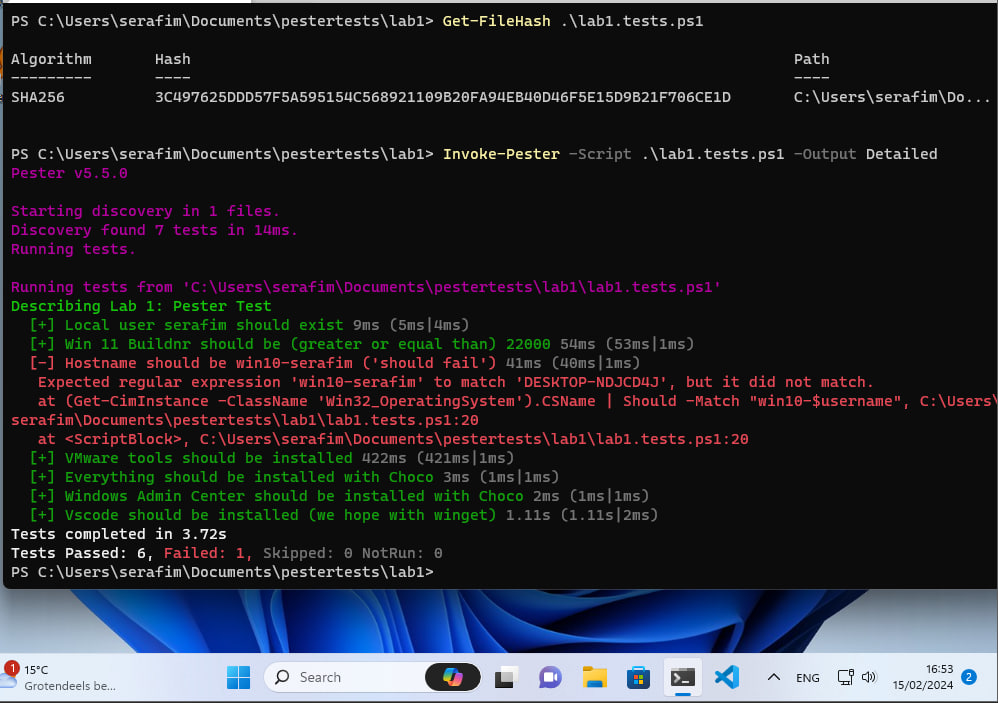 PS C:\Users\serafim\Documents\pestertests\lab1> Get-FileHash .\lab1.tests.ps1
Algorithm Hash Path
--------- ---- ----
SHA256 3C497625DDD57F5A595154C568921109B20FA94EB40D46F5E15D9B21F706CE1D C:\Users\serafim\Do...
PS C:\Users\serafim\Documents\pestertests\lab1> Invoke-Pester -Script .\lab1.tests.ps1 -Output Detailed
Pester v5.5.0
Starting discovery in 1 files.
Discovery found 7 tests in 14ms.
Running tests.
Running tests from 'C:\Users\serafim\Documents\pestertests\lab1\lab1.tests.ps1'
Describing Lab 1: Pester Test
[+] Local user serafim should exist 9ms (5ms|4ms)
[+] Win 11 Buildnr should be (greater or equal than) 22000 54ms (53ms|1ms)
[-] Hostname should be win10-serafim ('should fail') 41ms (40ms|1ms)
Expected regular expression 'win10-serafim' to match 'DESKTOP-NDJCD4J', but it did not match.
at (Get-CimInstance -ClassName 'Win32_OperatingSystem').CSName | Should -Match "win10-$username", C:\Users\
serafim\Documents\pestertests\lab1\lab1.tests.ps1:20
at <ScriptBlock>, C:\Users\serafim\Documents\pestertests\lab1\lab1.tests.ps1:20
[+] VMware tools should be installed 422ms (421ms|1ms)
[+] Everything should be installed with Choco 3ms (1ms|1ms)
[+] Windows Admin Center should be installed with Choco 2ms (1ms|1ms)
[+] Vscode should be installed (we hope with winget) 1.11s (1.11s|2ms)
Tests completed in 3.72s
Tests Passed: 6, Failed: 1, Skipped: 0 NotRun: 0
PS C:\Users\serafim\Documents\pestertests\lab1>
1
15°C
Grotendeels be...
Search
ENG
16:53
15/02/2024
2